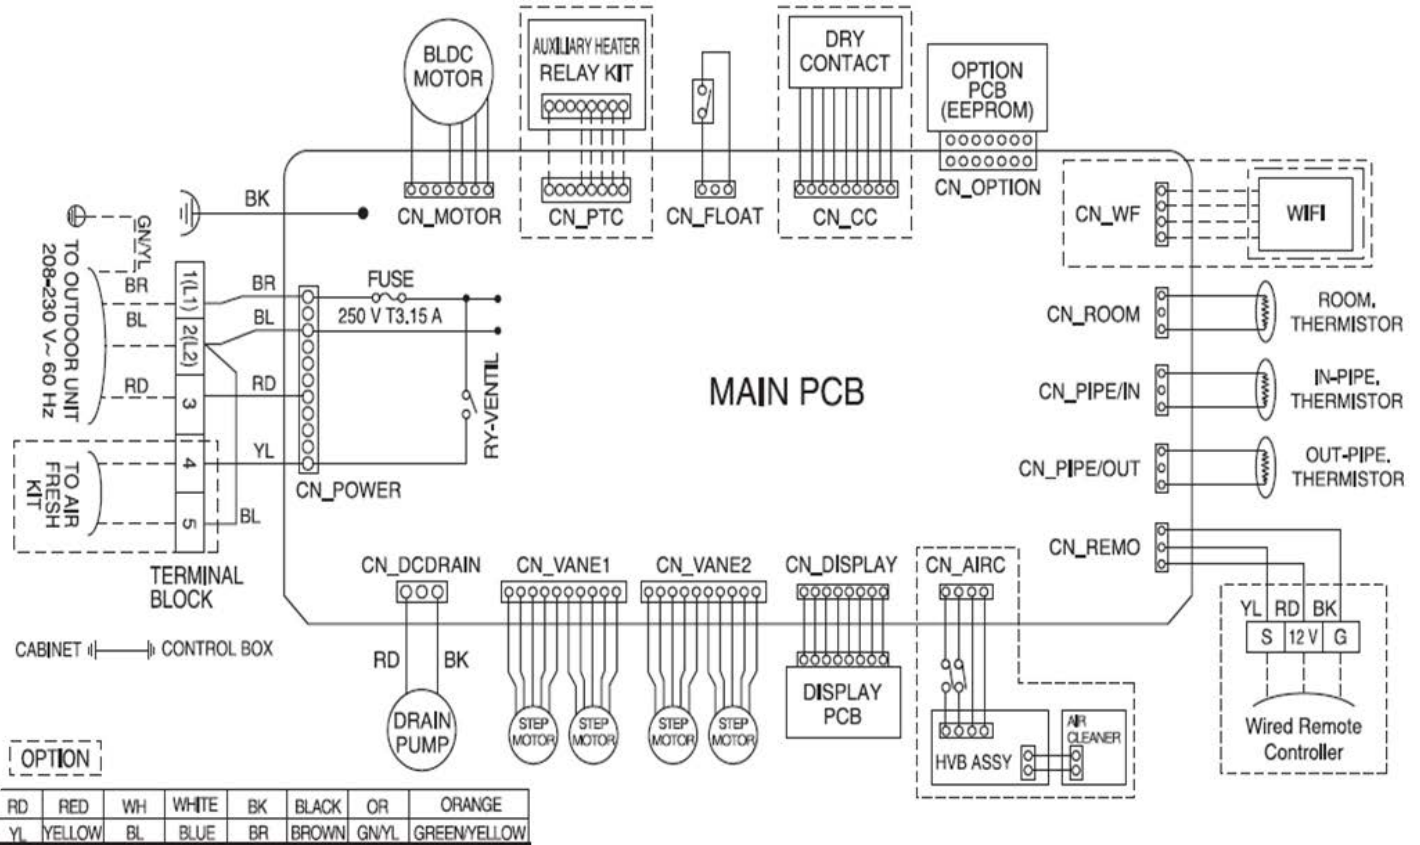 BLDC
MOTOR
AUXILIARY HEATER
RELAY KIT
DRY
CONTACT
OPTION
PCB
(EEPROM)
CN_MOTOR
CN_PTC
CN_FLOAT
CN_CC
CN_OPTION
CN_WF
WIFI
BK
GN/YL
TO OUTDOOR UNIT
208-230 V~ 60 Hz
BR
BL
RD
1(L1)
2(L2)
3
4
5
BR
BL
RD
YL
BL
FUSE
250 V T3.15 A
RY-VENTIL
CN_POWER
MAIN PCB
CN_ROOM
ROOM.
THERMISTOR
CN_PIPE/IN
IN-PIPE.
THERMISTOR
CN_PIPE/OUT
OUT-PIPE.
THERMISTOR
CN_REMO
TO AIR
FRESH
KIT
TERMINAL
BLOCK
CABINET
CONTROL BOX
CN_DCDRAIN
CN_VANE1
CN_VANE2
CN_DISPLAY
CN_AIRC
RD
BK
DRAIN
PUMP
STEP
MOTOR
STEP
MOTOR
STEP
MOTOR
STEP
MOTOR
DISPLAY
PCB
HVB ASSY
AIR
CLEANER
YL RD BK
S 12 V G
Wired Remote
Controller
OPTION
RD RED WH WHITE BK BLACK OR ORANGE
YL YELLOW BL BLUE BR BROWN GN/YL GREEN/YELLOW